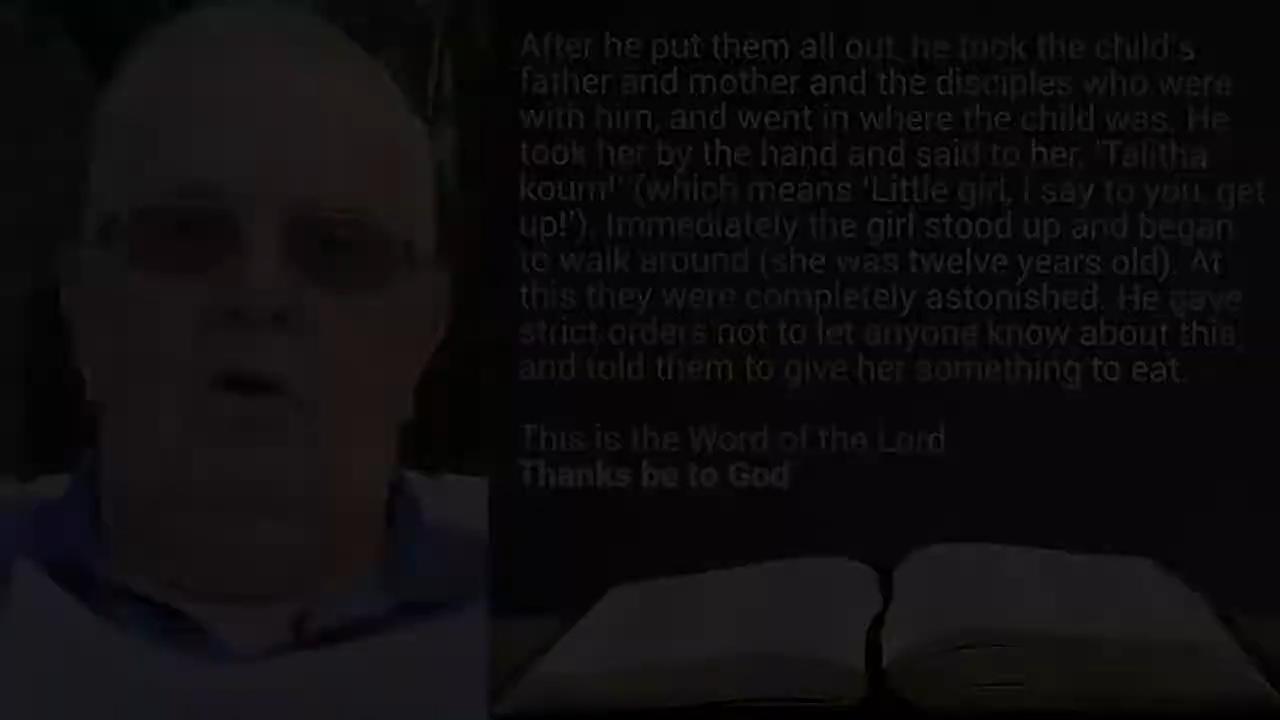 After he put them all out, he took the child's
father and mother and the disciples who were
with him, and went in where the child was. He
took her by the hand and said to her, 'Talitha
koum!' (which means 'Little girl, I say to you, get
up!'). Immediately the girl stood up and began
to walk around (she was twelve years old). At
this they were completely astonished. He gave
strict orders not to let anyone know about this,
and told them to give her something to eat.
This is the Word of the Lord
Thanks be to God